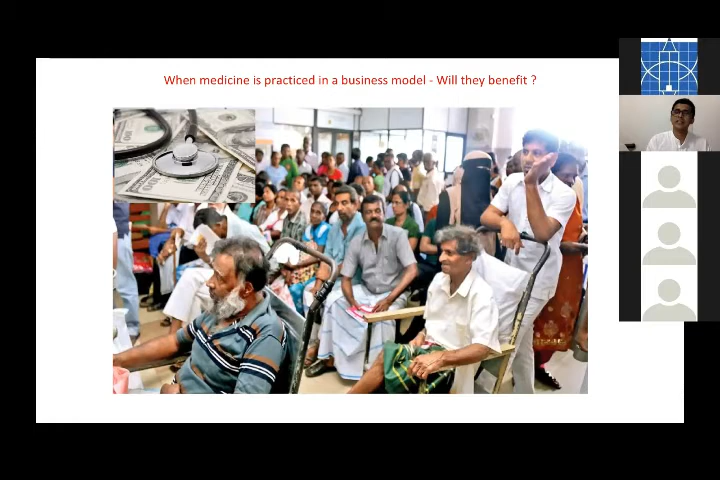 When medicine is practiced in a business model - Will they benefit ?